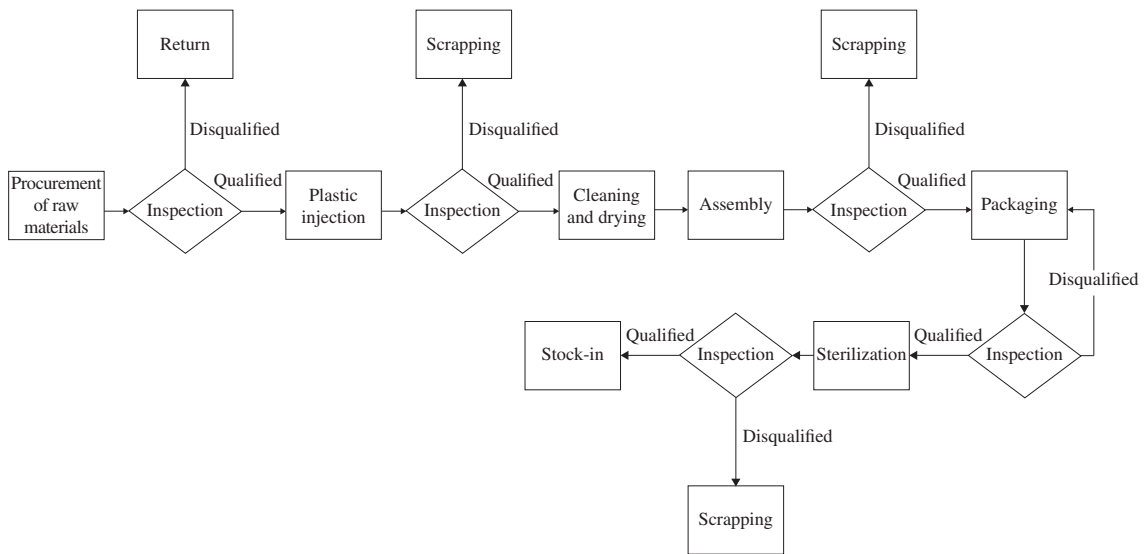 Return
Scrapping
Scrapping
Disqualified
Disqualified
Disqualified
Procurement
of raw
materials
Inspection
Qualified
Plastic
injection
Inspection
Qualified
Cleaning
and drying
Assembly
Inspection
Qualified
Packaging
Disqualified
Stock-in
Qualified
Inspection
Sterilization
Qualified
Inspection
Disqualified
Scrapping